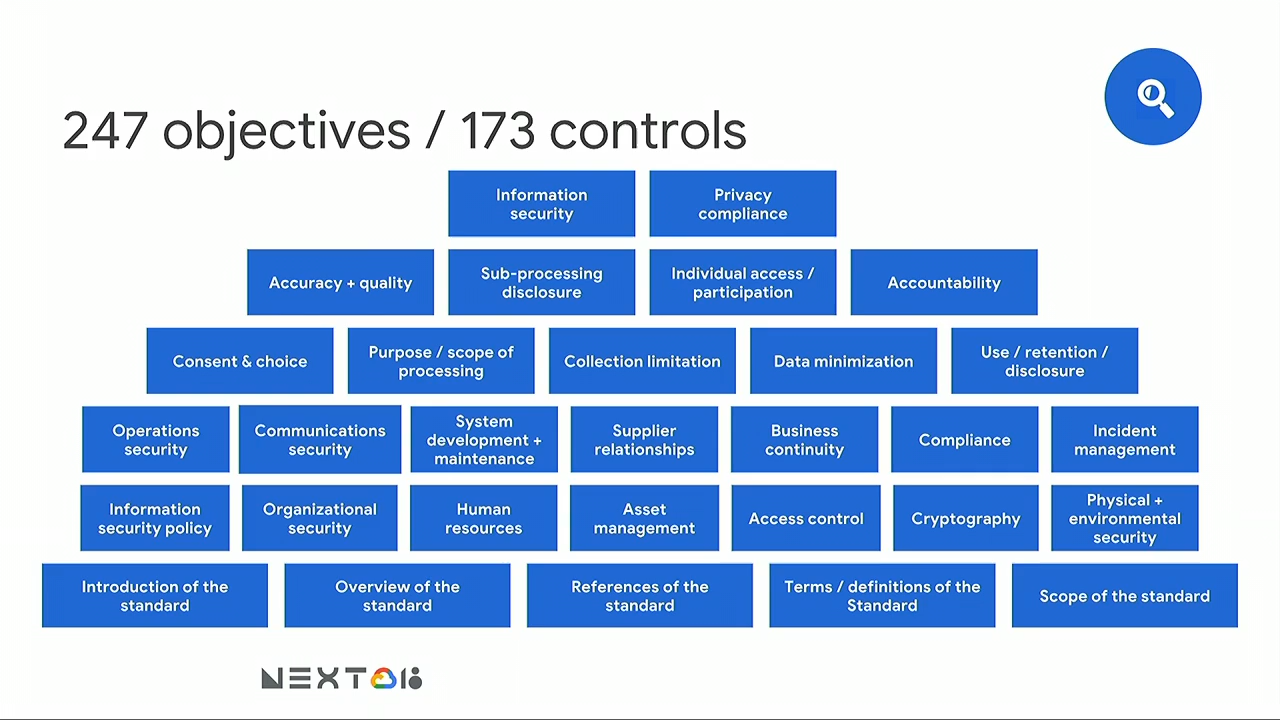 247 objectives / 173 controls
Information
security
Privacy
compliance
Accuracy + quality
Sub-processing
disclosure
Individual access /
participation
Accountability
Consent & choice
Purpose / scope of
processing
Collection limitation
Data minimization
Use / retention /
disclosure
Operations
security
Communications
security
System
development +
maintenance
Supplier
relationships
Business
continuity
Compliance
Incident
management
Information
security policy
Organizational
security
Human
resources
Asset
management
Access control
Cryptography
Physical +
environmental
security
Introduction of the
standard
Overview of the
standard
References of the
standard
Terms / definitions of the
Standard
Scope of the standard
NEXT 18